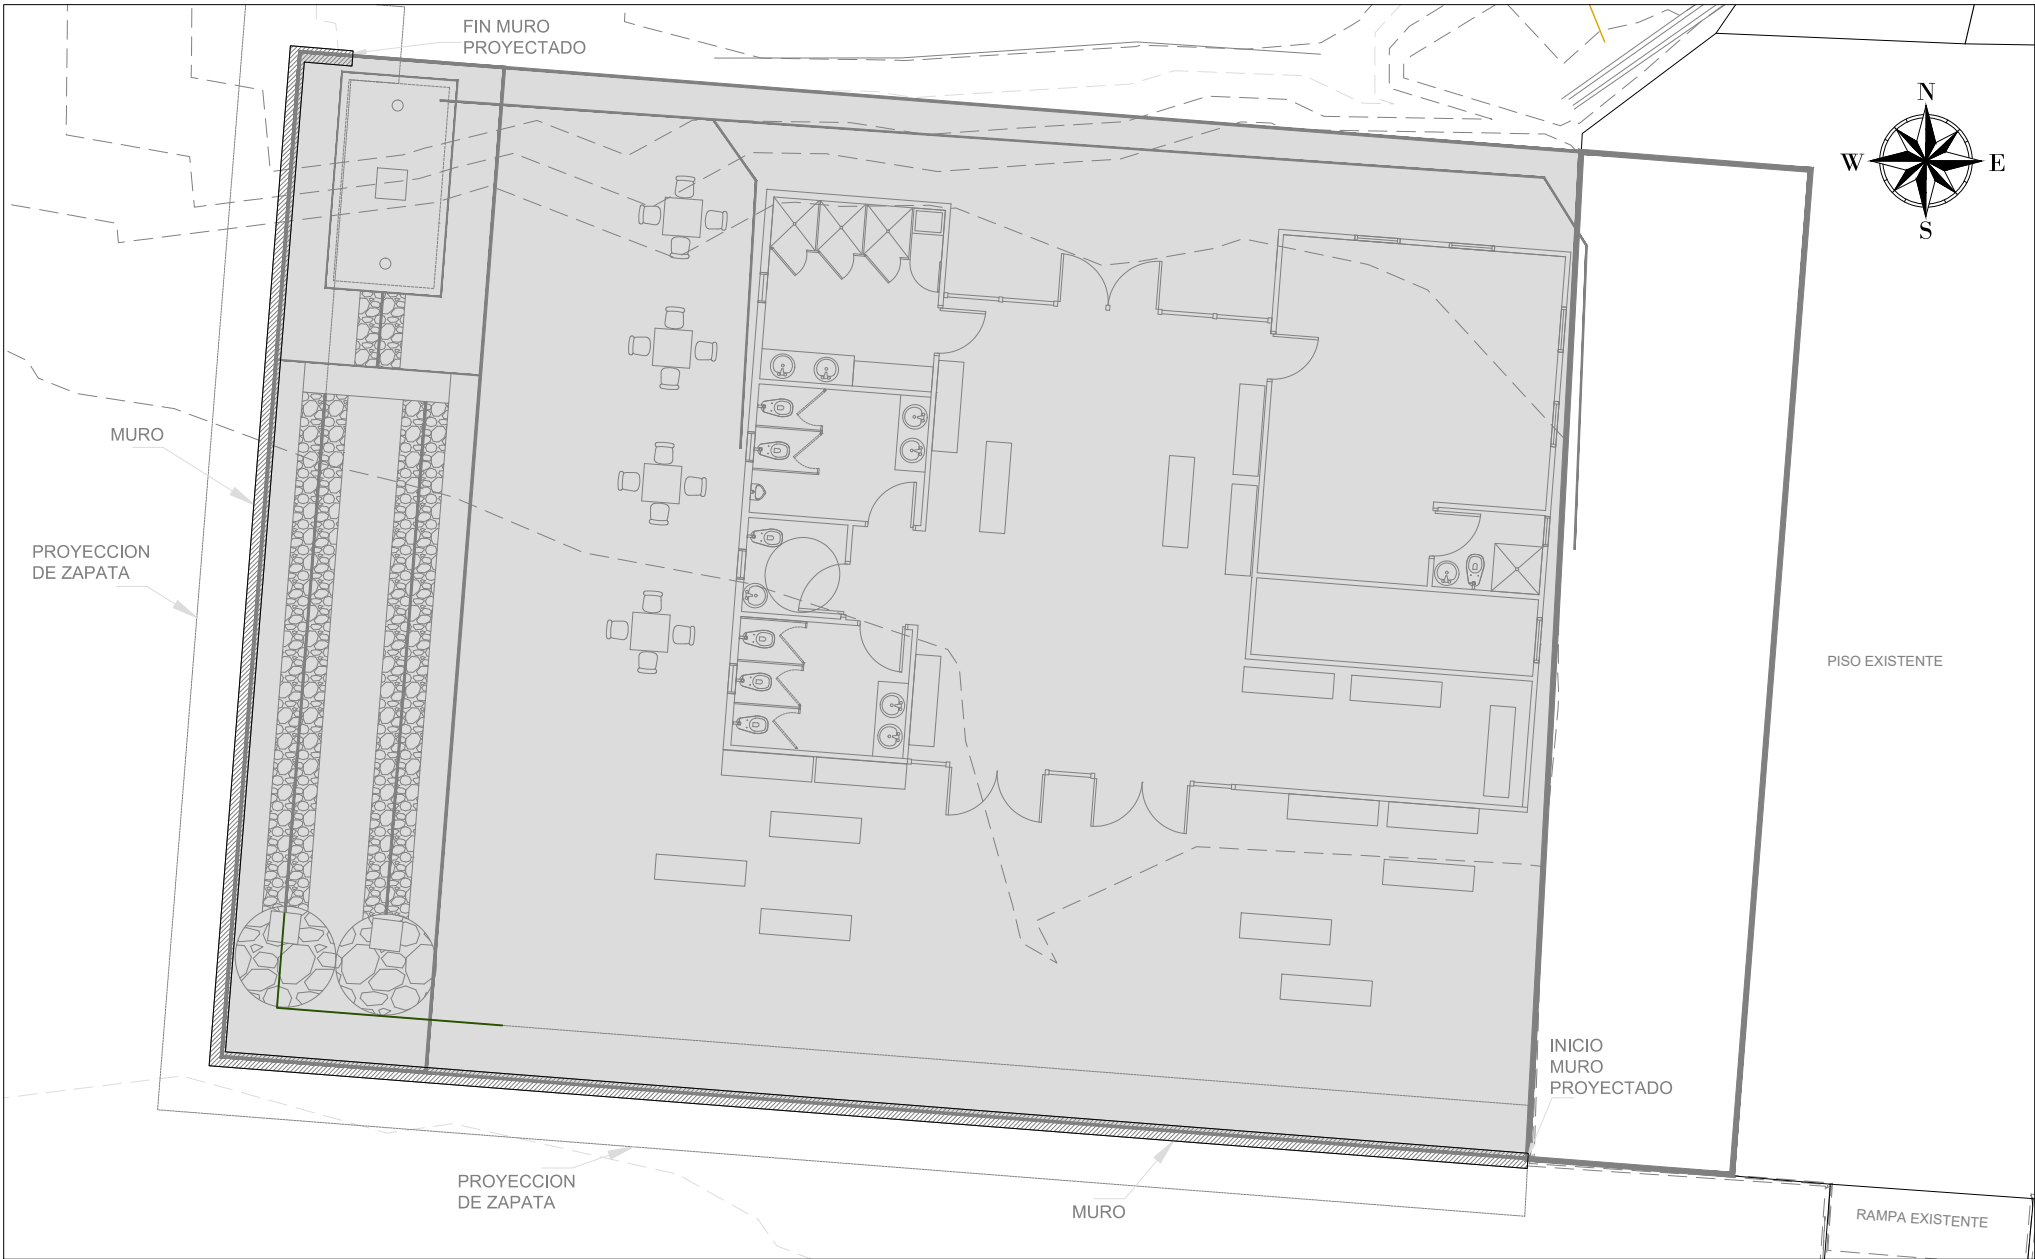 FIN MURO
PROYECTADO
N
W
E
S
MURO
PROYECCION
DE ZAPATA
PISO EXISTENTE
INICIO
MURO
PROYECTADO
PROYECCION
DE ZAPATA
MURO
RAMPA EXISTENTE